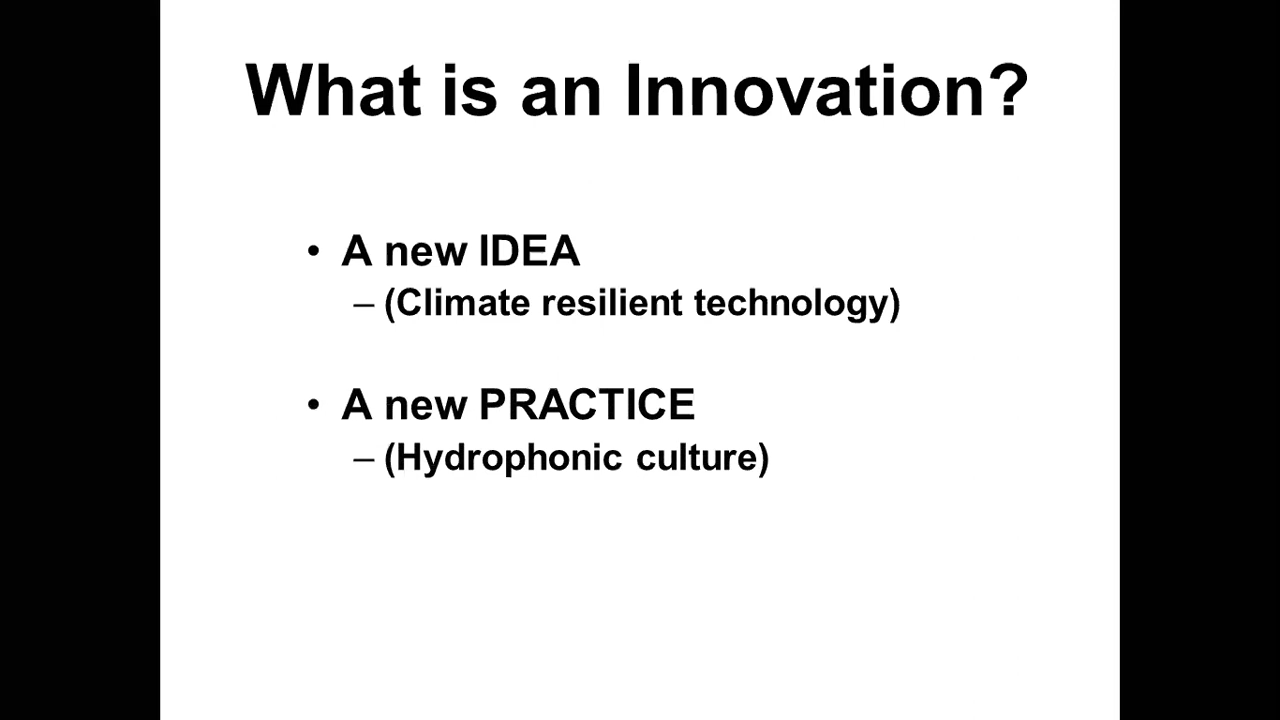 What is an Innovation?
• A new IDEA
– (Climate resilient technology)
• A new PRACTICE
– (Hydrophonic culture)